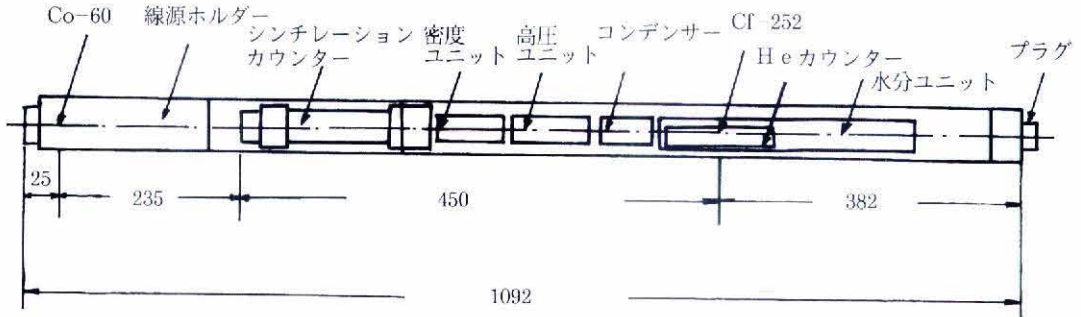 Co-60
線源ホルダー
シンチレーション
カウンター
密度
ユニット
高圧
ユニット
コンデンサー
Cf-252
Heカウンター
水分ユニット
プラグ
25
235
450
382
1092